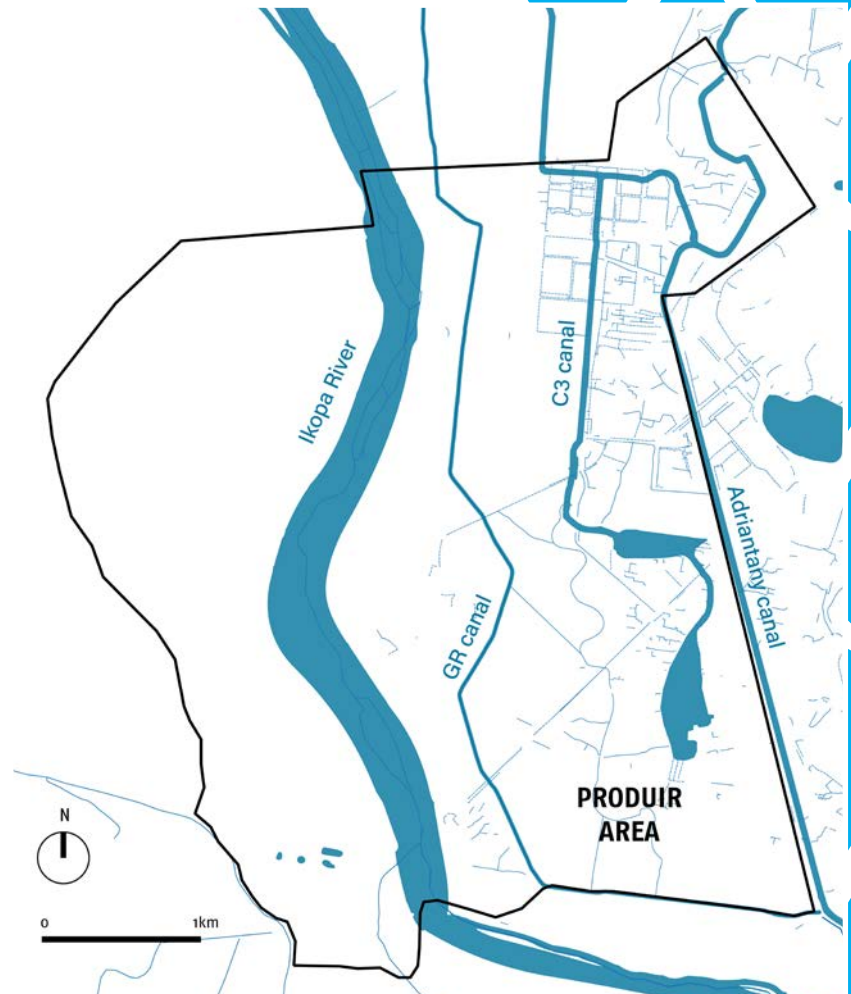 Ikopa River
C3 canal
Adriantany canal
GR canal
PRODUIR
AREA
N
0 1km